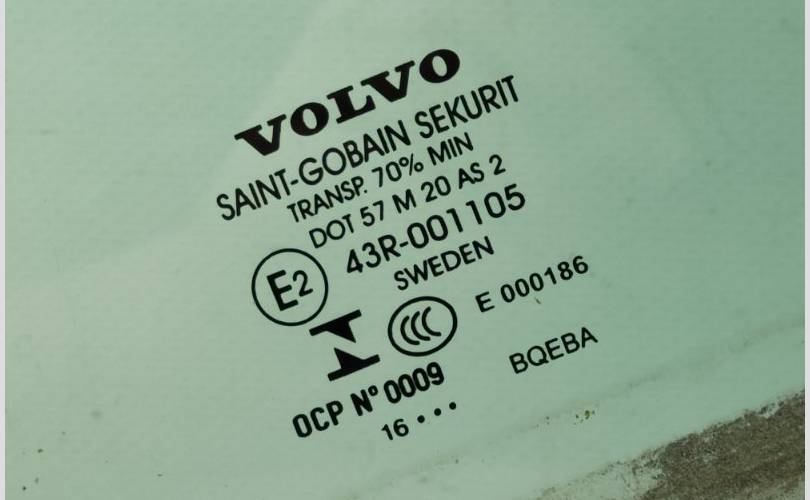 VOLVO
SAINT-GOBAIN SEKURIT
TRANSP. 70% MIN
DOT 57 M 20 AS 2
E2 43R-001105
SWEDEN
CCC E 000186
OCP N° 0009 BQEBA
16 • • •